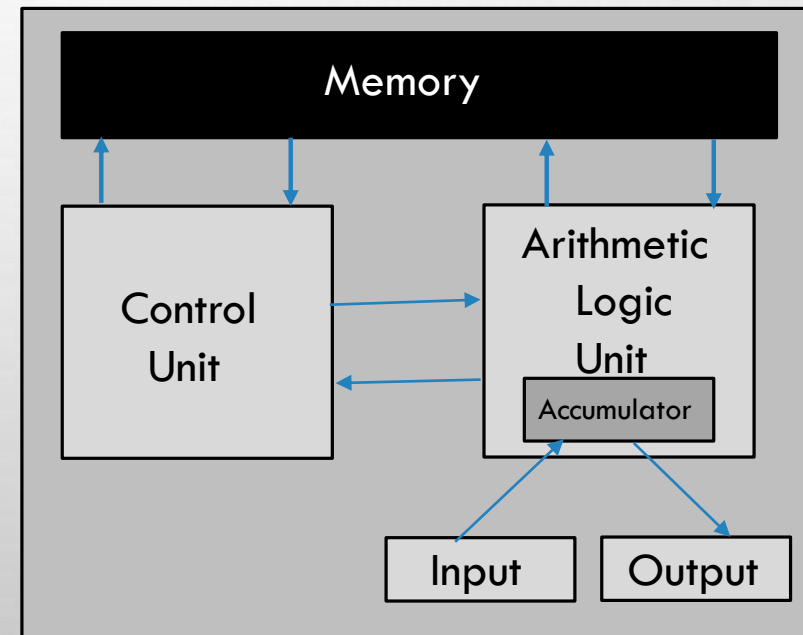 Memory
Control
Unit
Arithmetic
Logic
Unit
Accumulator
Input
Output